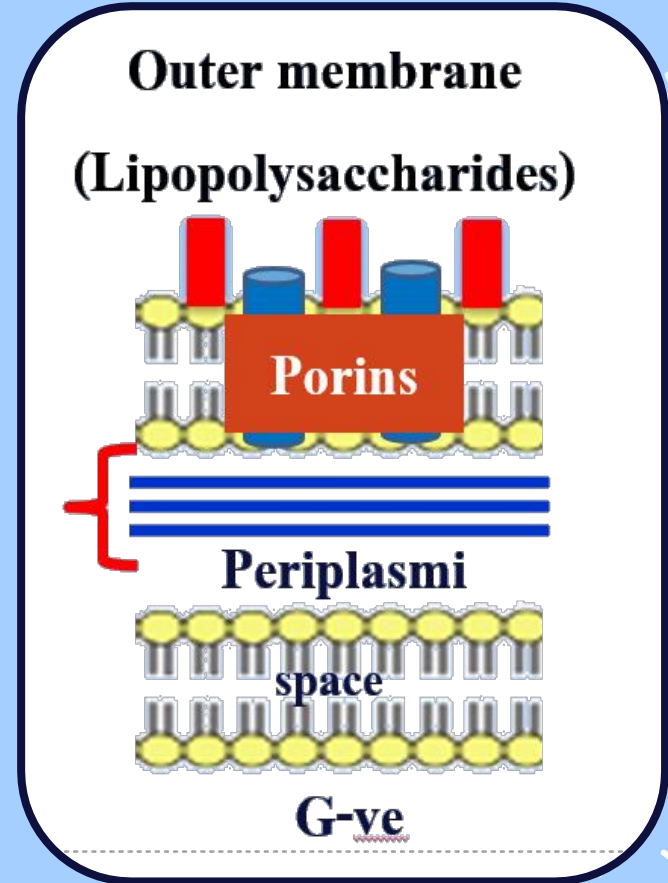 Outer membrane
(Lipopolysaccharides)
Porins
Periplasmi
space
G-ve